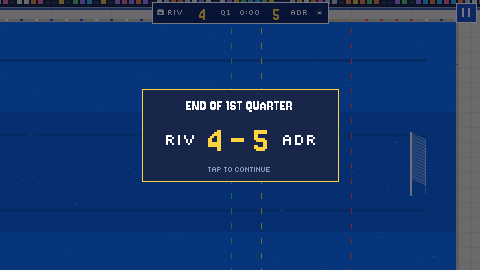 RIV 4 Q1 0:00 5 ADR
END OF 1ST QUARTER
RIV 4 - 5 ADR
TAP TO CONTINUE